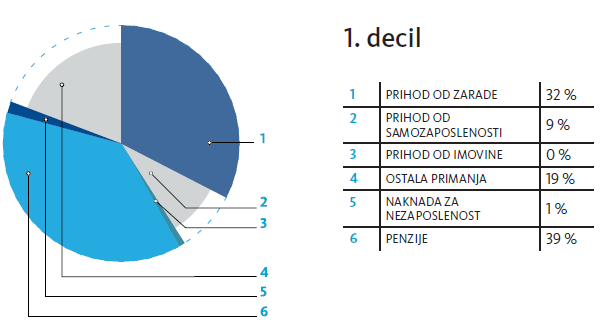 1. decil
1 PRIHOD OD ZARADE 32 %
2 PRIHOD OD
SAMOZAPOSLENOSTI 9 %
3 PRIHOD OD IMOVINE 0 %
4 OSTALA PRIMANJA 19 %
5 NAKNADA ZA
NEZAPOSLENOST 1 %
6 PENZIJE 39 %
1
2
3
4
5
6